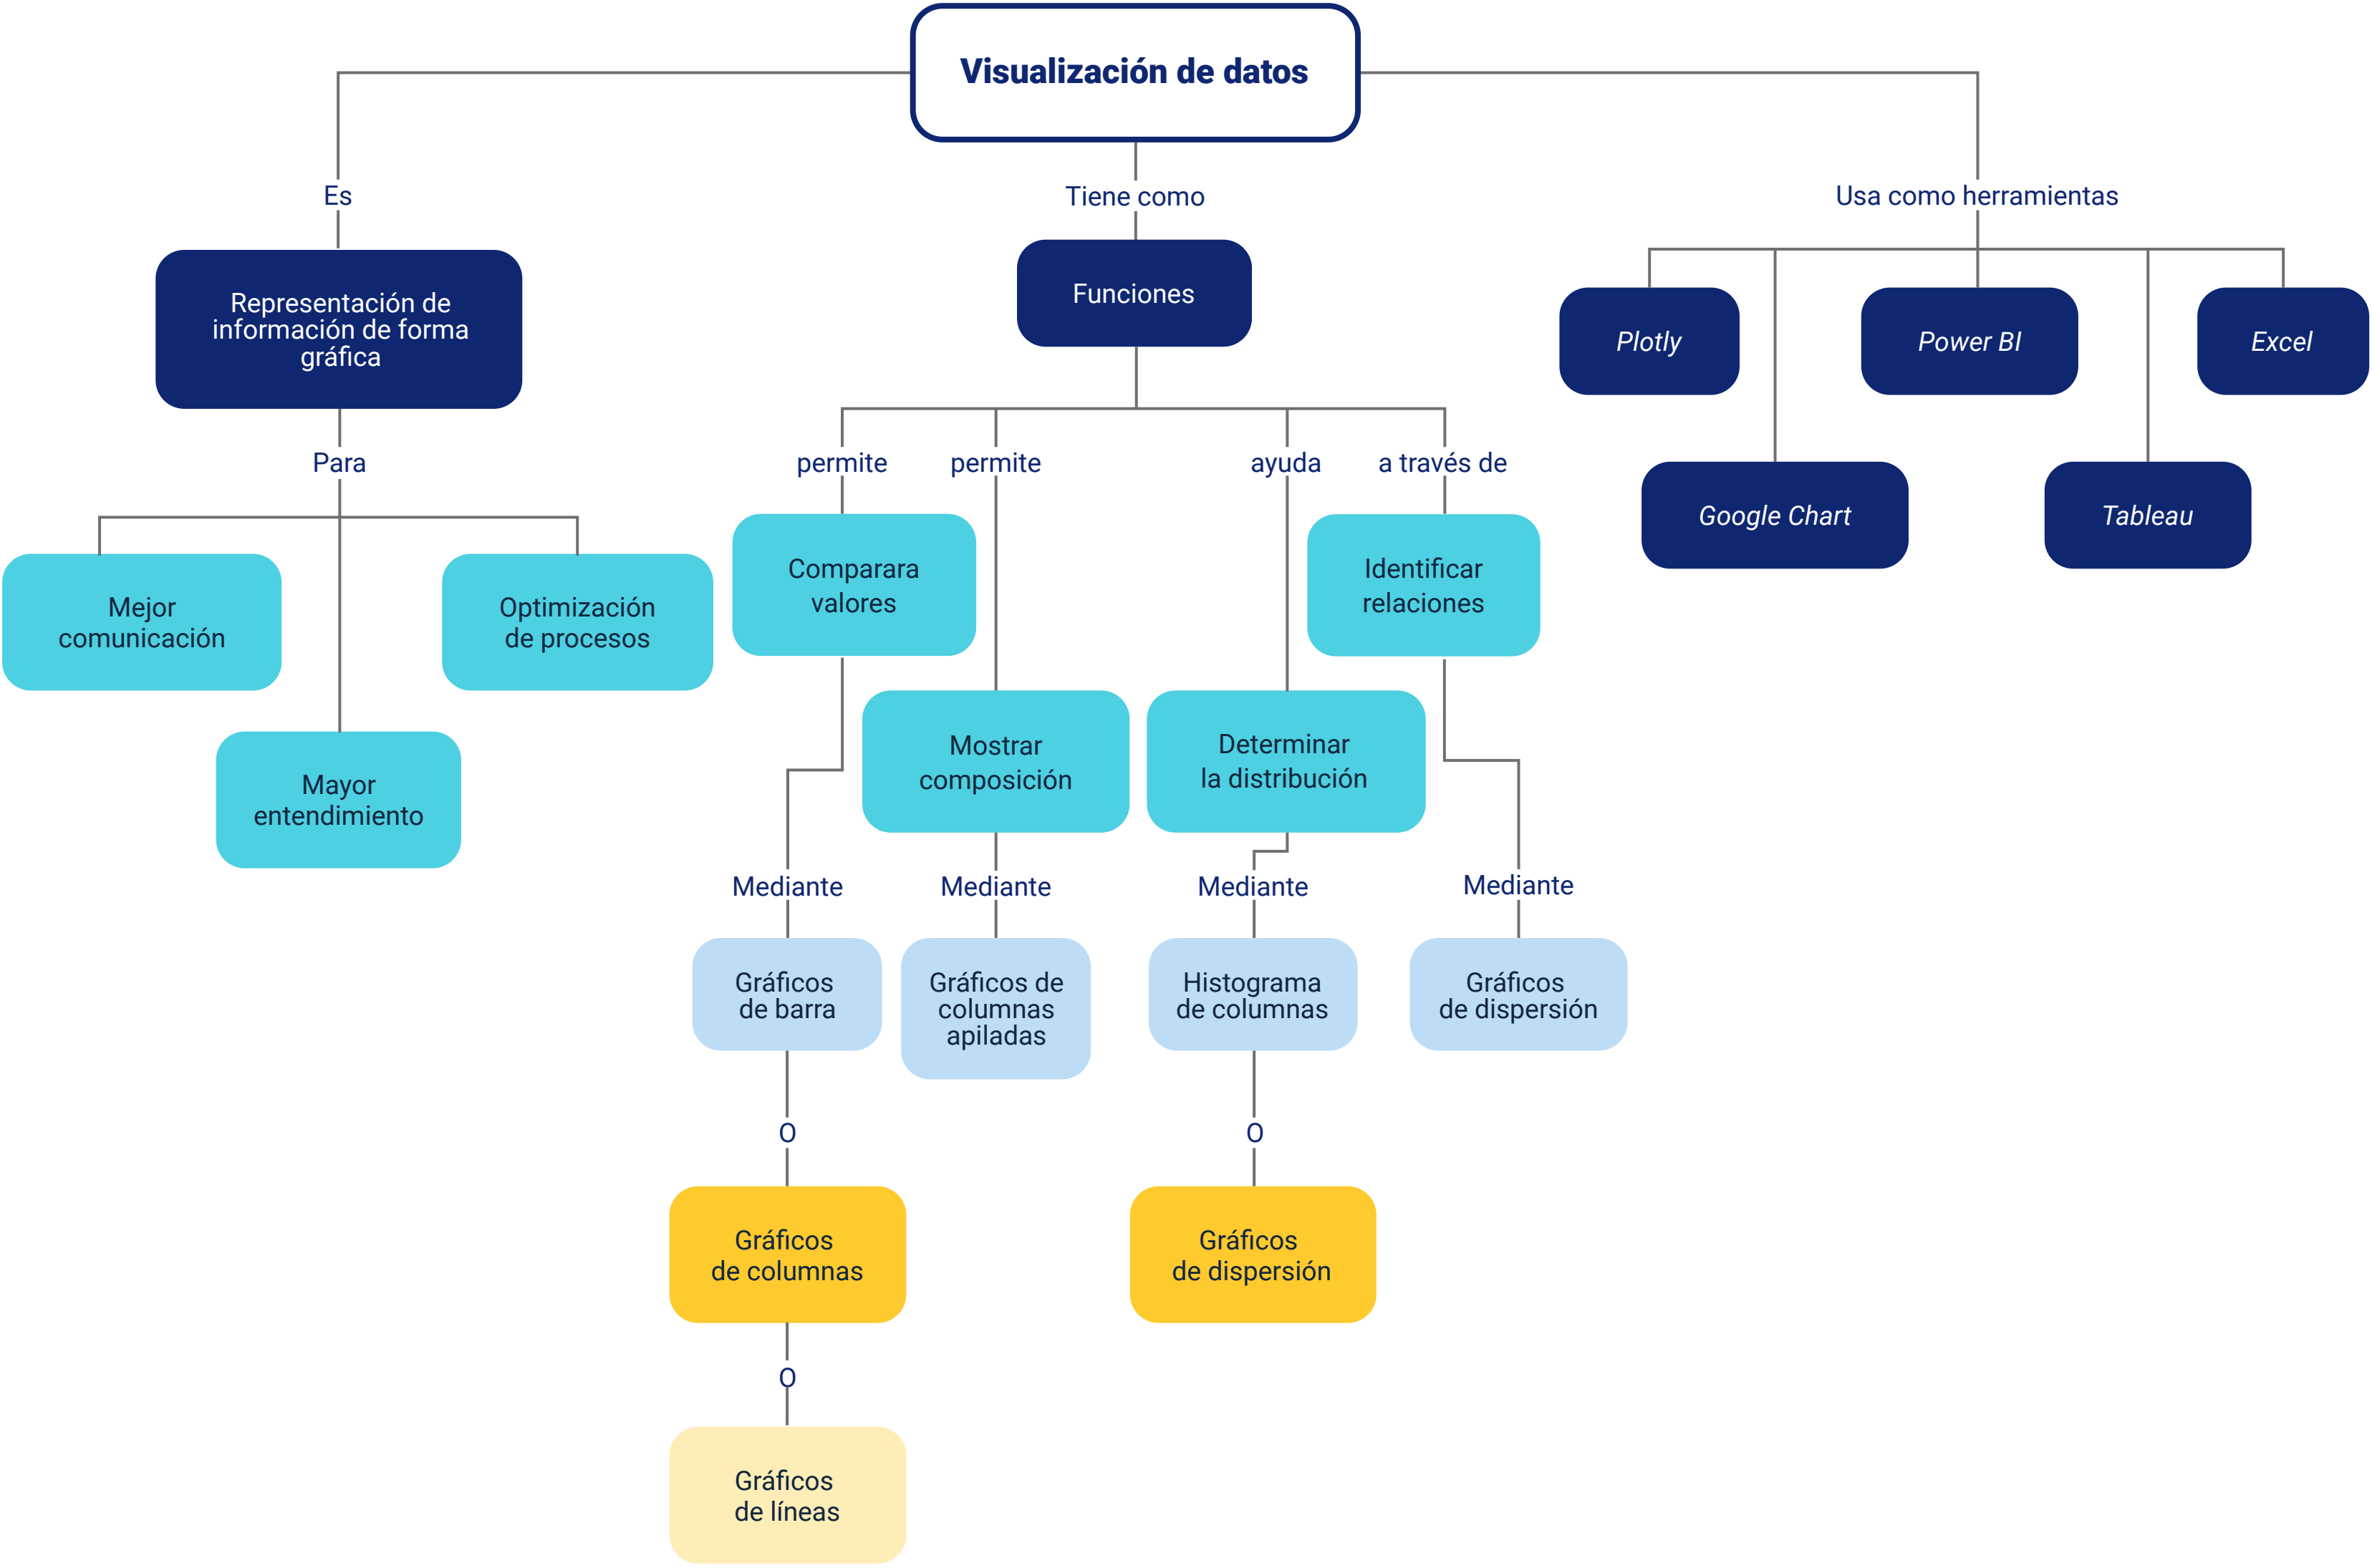 Visualización de datos
Es
Tiene como
Usa como herramientas
Representación de
información de forma
gráfica
Funciones
Plotly
Power BI
Excel
Google Chart
Tableau
Para
Mejor
comunicación
Optimización
de procesos
Mayor
entendimiento
permite
permite
ayuda
a través de
Comparara
valores
Identificar
relaciones
Mostrar
composición
Determinar
la distribución
Mediante
Mediante
Mediante
Mediante
Gráficos
de barra
Gráficos de
columnas
apiladas
Histograma
de columnas
Gráficos
de dispersión
O
O
Gráficos
de columnas
Gráficos
de dispersión
O
Gráficos
de líneas